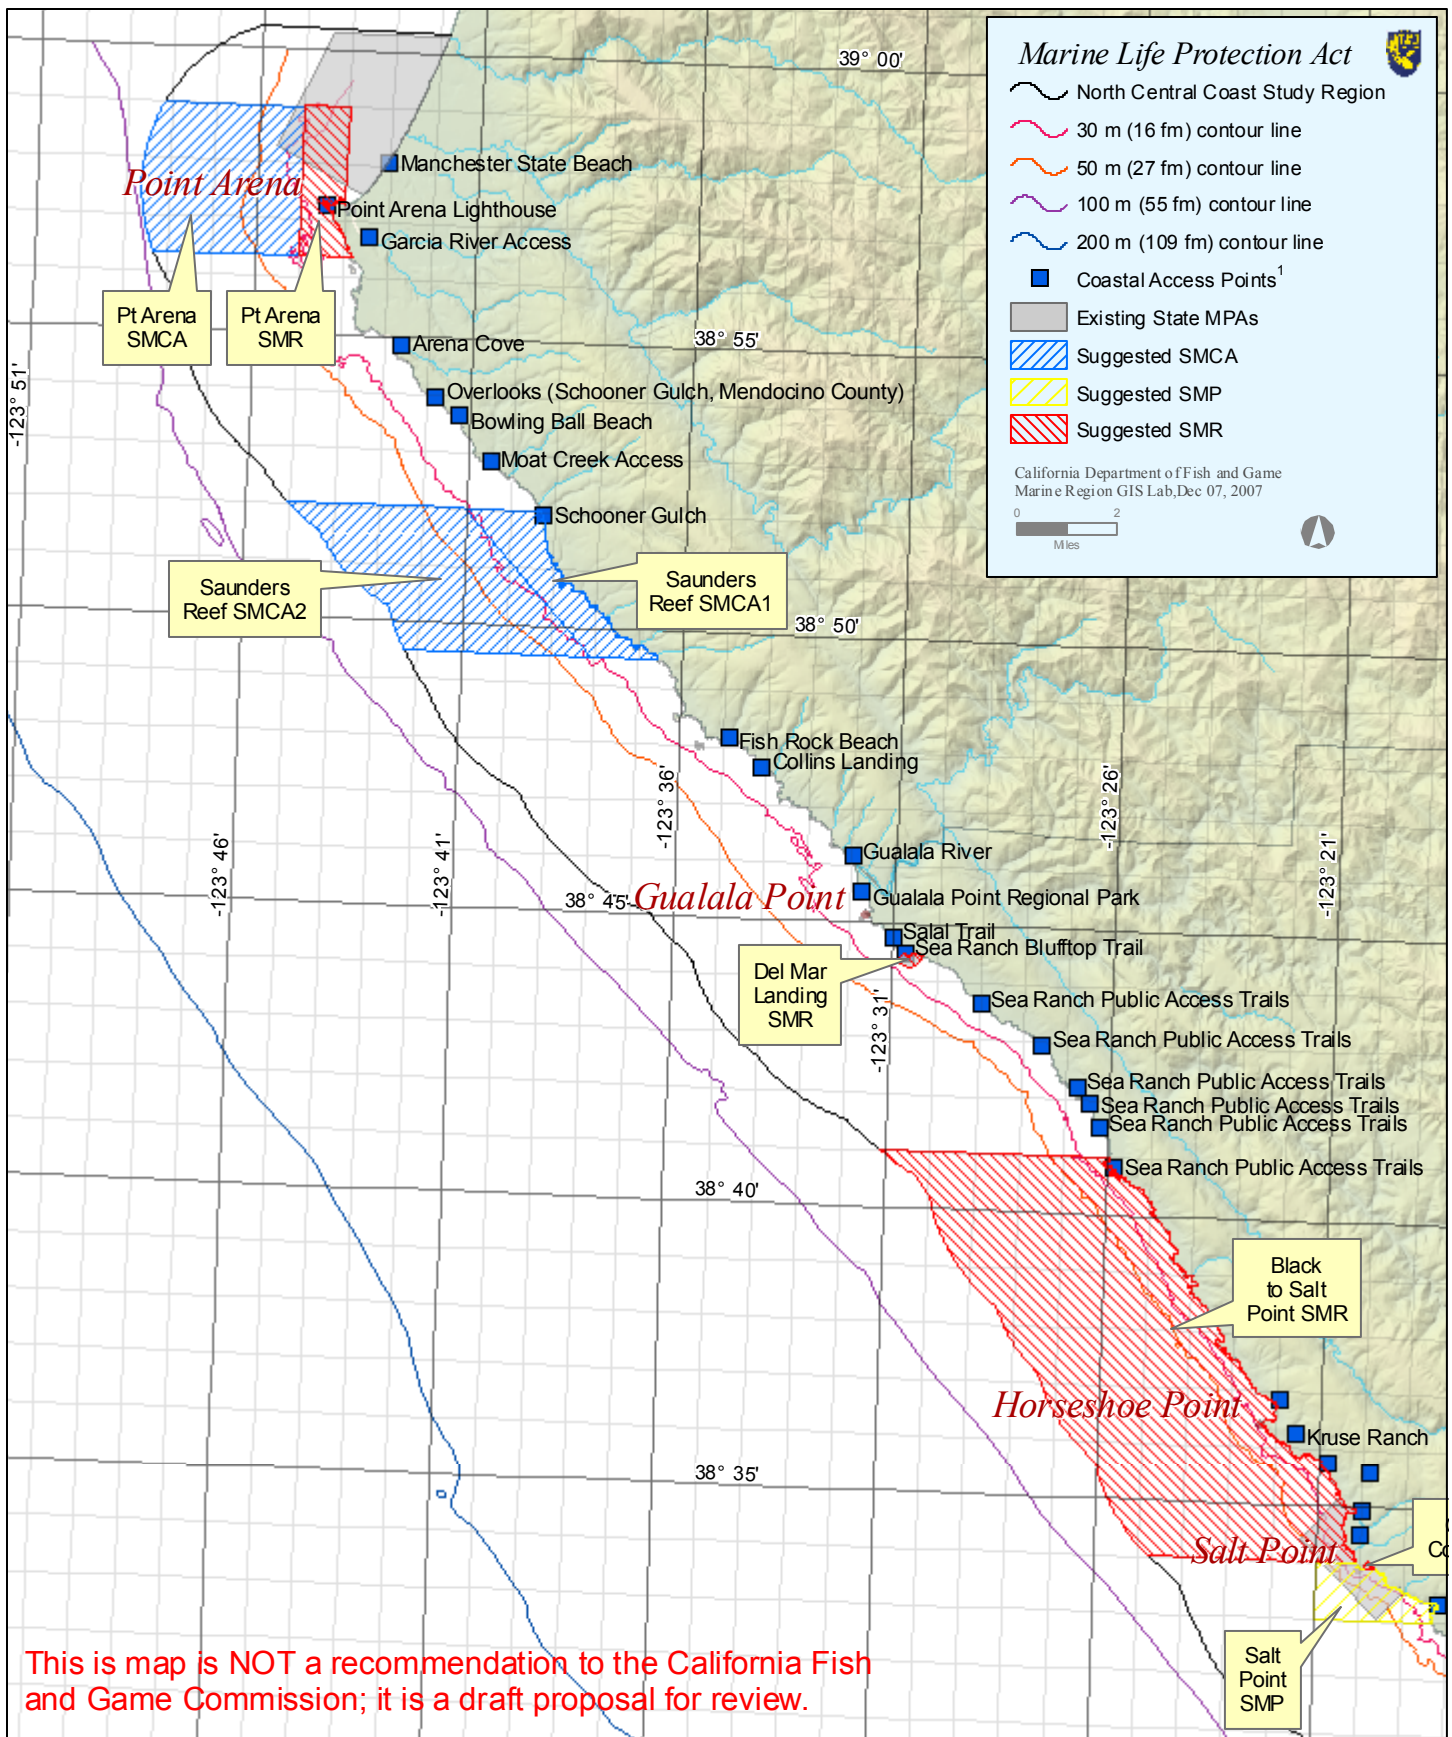 Marine Life Protection Act
North Central Coast Study Region
30 m (16 fm) contour line
50 m (27 fm) contour line
100 m (55 fm) contour line
200 m (109 fm) contour line
Coastal Access Points1
Existing State MPAs
Suggested SMCA
Suggested SMP
Suggested SMR
California Department of Fish and Game
Marine Region GIS Lab,Dec 07, 2007
0 2
Miles
39° 00'
Manchester State Beach
Point Arena
Point Arena Lighthouse
Garcia River Access
Pt Arena
SMCA
Pt Arena
SMR
38° 55'
Arena Cove
-123° 51'
Overlooks (Schooner Gulch, Mendocino County)
Bowling Ball Beach
Moat Creek Access
Schooner Gulch
Saunders
Reef SMCA2
Saunders
Reef SMCA1
38° 50'
Fish Rock Beach
Collins Landing
-123° 36'
-123° 26'
-123° 46'
-123° 41'
-123° 21'
Gualala River
38° 45'
Gualala Point
Gualala Point Regional Park
Salal Trail
Sea Ranch Blufftop Trail
Del Mar
Landing
SMR
-123° 31'
Sea Ranch Public Access Trails
Sea Ranch Public Access Trails
Sea Ranch Public Access Trails
Sea Ranch Public Access Trails
Sea Ranch Public Access Trails
Sea Ranch Public Access Trails
38° 40'
Black
to Salt
Point SMR
Horseshoe Point
Kruse Ranch
38° 35'
Salt Point
Co
Salt
Point
SMP
This is map is NOT a recommendation to the California Fish
and Game Commission; it is a draft proposal for review.